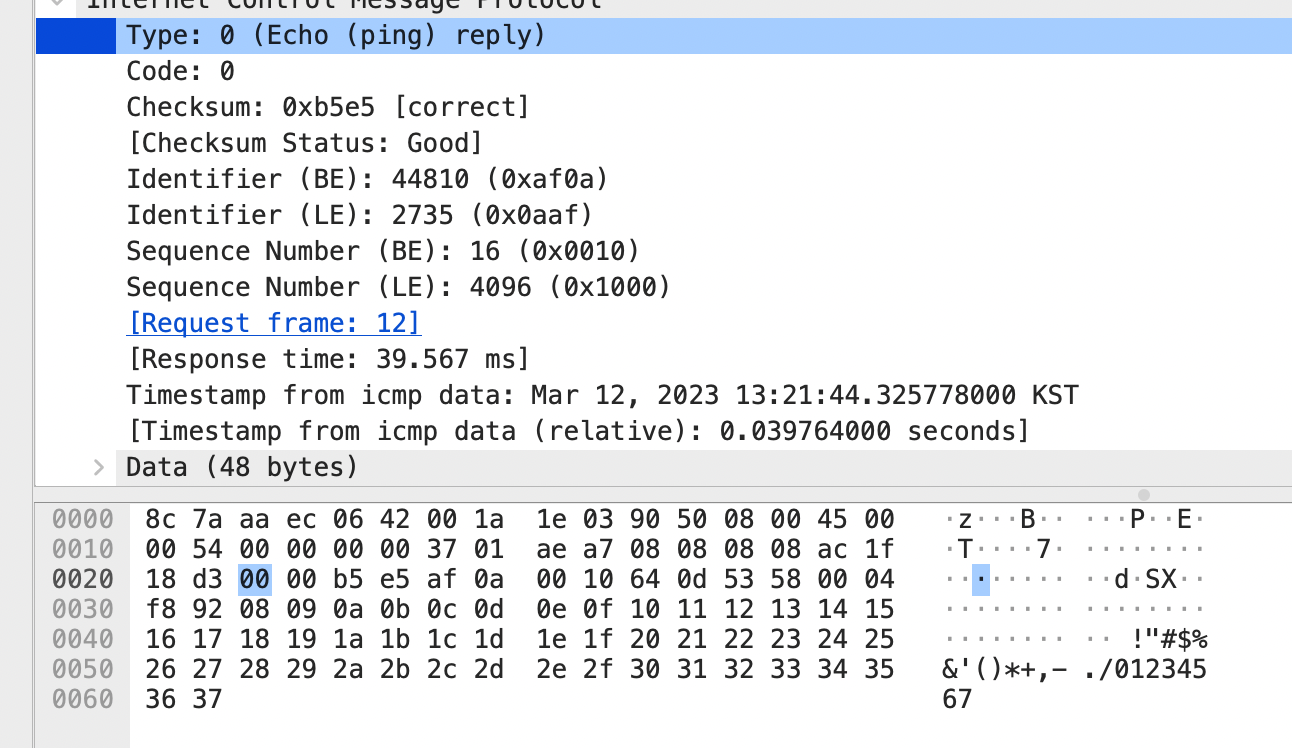 Internet Control Message Protocol
Type: 0 (Echo (ping) reply)
Code: 0
Checksum: 0xb5e5 [correct]
[Checksum Status: Good]
Identifier (BE): 44810 (0xaf0a)
Identifier (LE): 2735 (0x0aaf)
Sequence Number (BE): 16 (0x0010)
Sequence Number (LE): 4096 (0x1000)
[Request frame: 12]
[Response time: 39.567 ms]
Timestamp from icmp data: Mar 12, 2023 13:21:44.325778000 KST
[Timestamp from icmp data (relative): 0.039764000 seconds]
Data (48 bytes)
0000 8c 7a aa ec 06 42 00 1a 1e 03 90 50 08 00 45 00 ·z···B·· ···P··E·
0010 00 54 00 00 00 00 37 01 ae a7 08 08 08 08 ac 1f ·T····7· ········
0020 18 d3 00 00 b5 e5 af 0a 00 10 64 0d 53 58 00 04 ········ ··d·SX··
0030 f8 92 08 09 0a 0b 0c 0d 0e 0f 10 11 12 13 14 15 ········ ········
0040 16 17 18 19 1a 1b 1c 1d 1e 1f 20 21 22 23 24 25 ········ ·· !"#$%
0050 26 27 28 29 2a 2b 2c 2d 2e 2f 30 31 32 33 34 35 &'()*+,- ./012345
0060 36 37 67